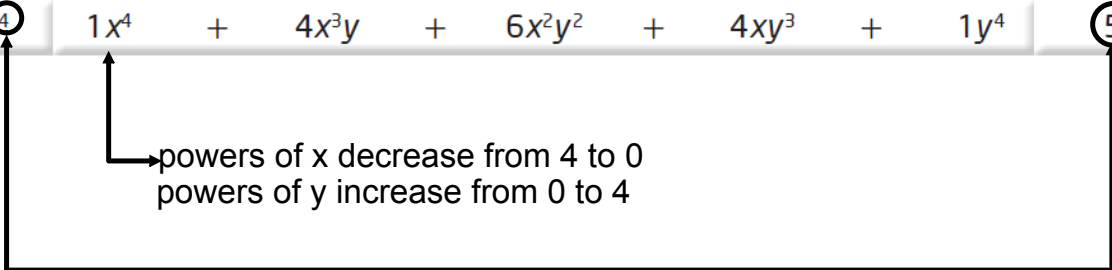 4 1x⁴ + 4x³y + 6x²y² + 4xy³ + 1y⁴ 5
powers of x decrease from 4 to 0
powers of y increase from 0 to 4